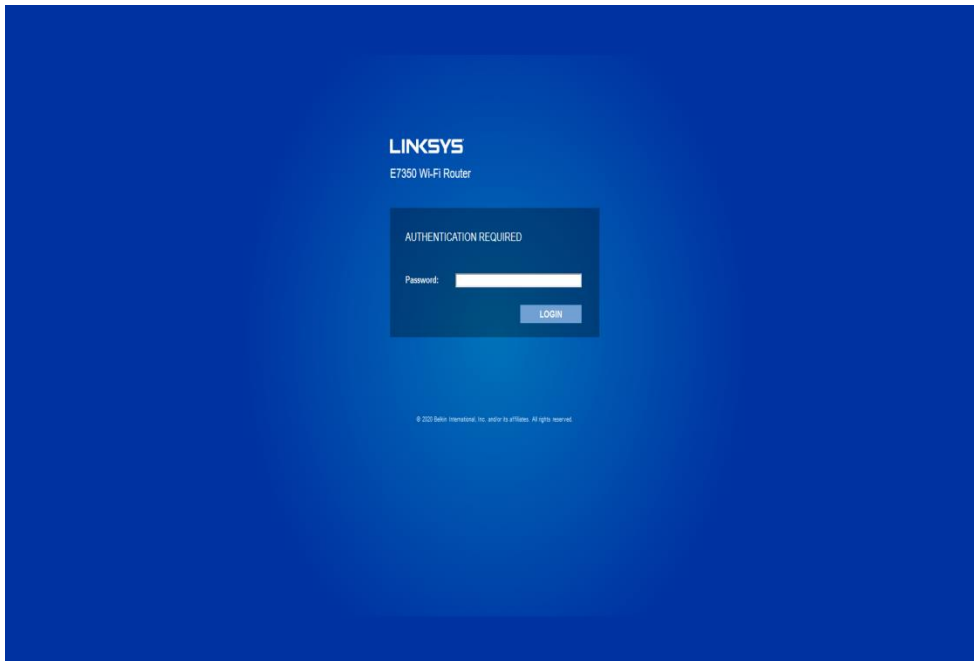 LINKSYS
E7350 Wi-Fi Router
AUTHENTICATION REQUIRED
Password:
LOGIN
© 2020 Belkin International, Inc. and/or its affiliates. All rights reserved.